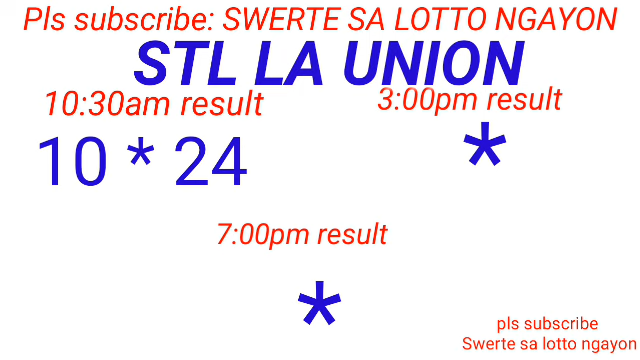 Pls subscribe: SWERTE SA LOTTO NGAYON
STL LA UNION
10:30am result
3:00pm result
10 * 24
*
7:00pm result
*
pls subscribe
Swerte sa lotto ngayon